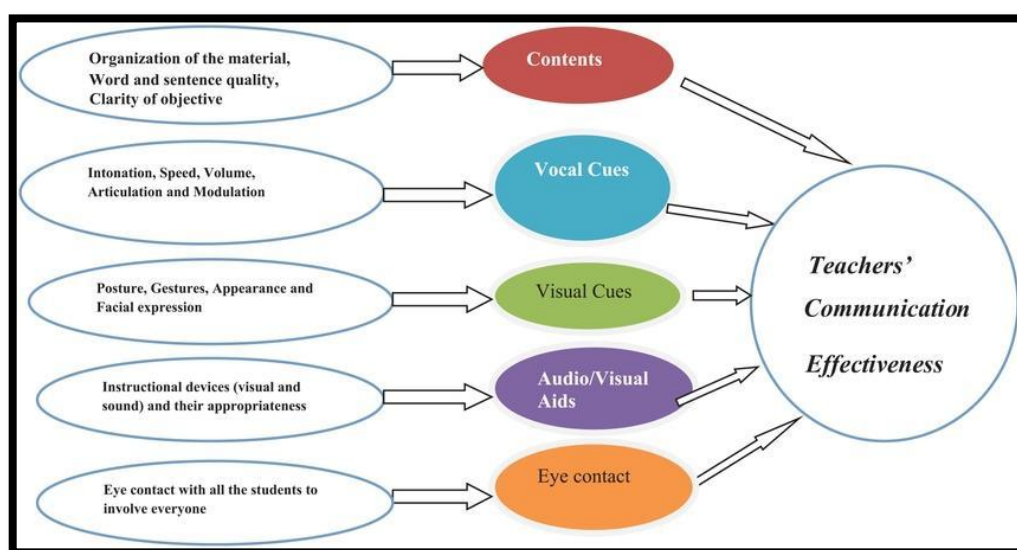 Organization of the material,
Word and sentence quality,
Clarity of objective
Contents
Intonation, Speed, Volume,
Articulation and Modulation
Vocal Cues
Posture, Gestures, Appearance and
Facial expression
Visual Cues
Instructional devices (visual and
sound) and their appropriateness
Audio/Visual
Aids
Eye contact with all the students to
involve everyone
Eye contact
Teachers’
Communication
Effectiveness